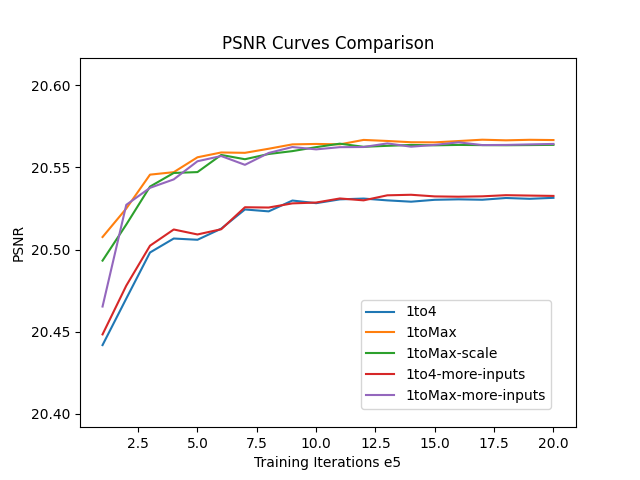 PSNR Curves Comparison
20.60
20.55
20.50
20.45
20.40
PSNR
1to4
1toMax
1toMax-scale
1to4-more-inputs
1toMax-more-inputs
2.5 5.0 7.5 10.0 12.5 15.0 17.5 20.0
Training Iterations e5